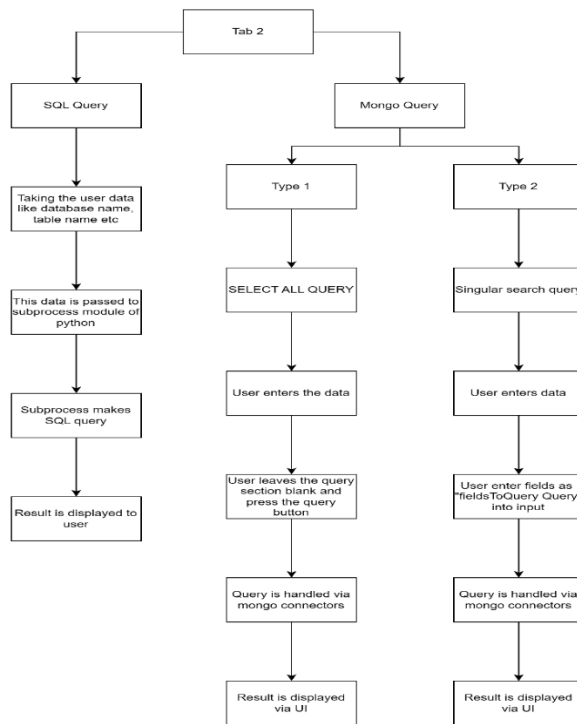 Tab 2
SQL Query
Mongo Query
Taking the user data
like database name,
table name etc
Type 1
Type 2
This data is passed to
subprocess module of
python
SELECT ALL QUERY
Singular search query
Subprocess makes
SQL query
User enters the data
User enters data
Result is displayed to
user
User leaves the query
section blank and
press the query
button
User enter fields as
"fieldsToQuery Query"
into input
Query is handled via
mongo connectors
Query is handled via
mongo connectors
Result is displayed
via UI
Result is displayed
via UI